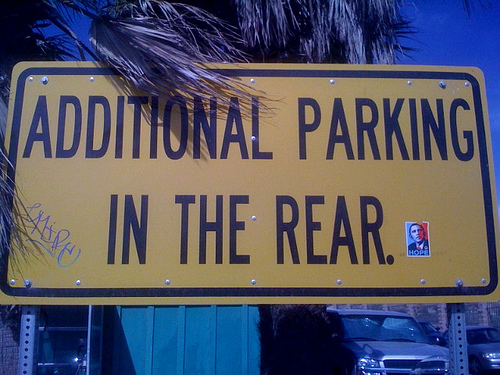 ADDITIONAL PARKING
IN THE REAR.
HOPE